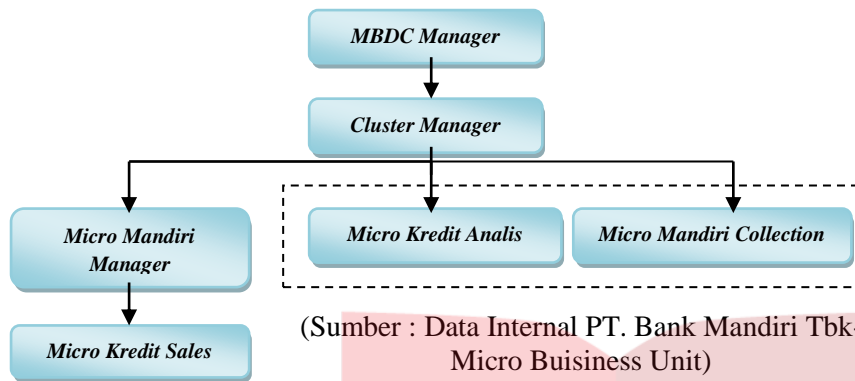 MBDC Manager
Cluster Manager
Micro Mandiri
Manager
Micro Kredit Analis
Micro Mandiri Collection
Micro Kredit Sales
(Sumber : Data Internal PT. Bank Mandiri Tbk-
Micro Buisiness Unit)